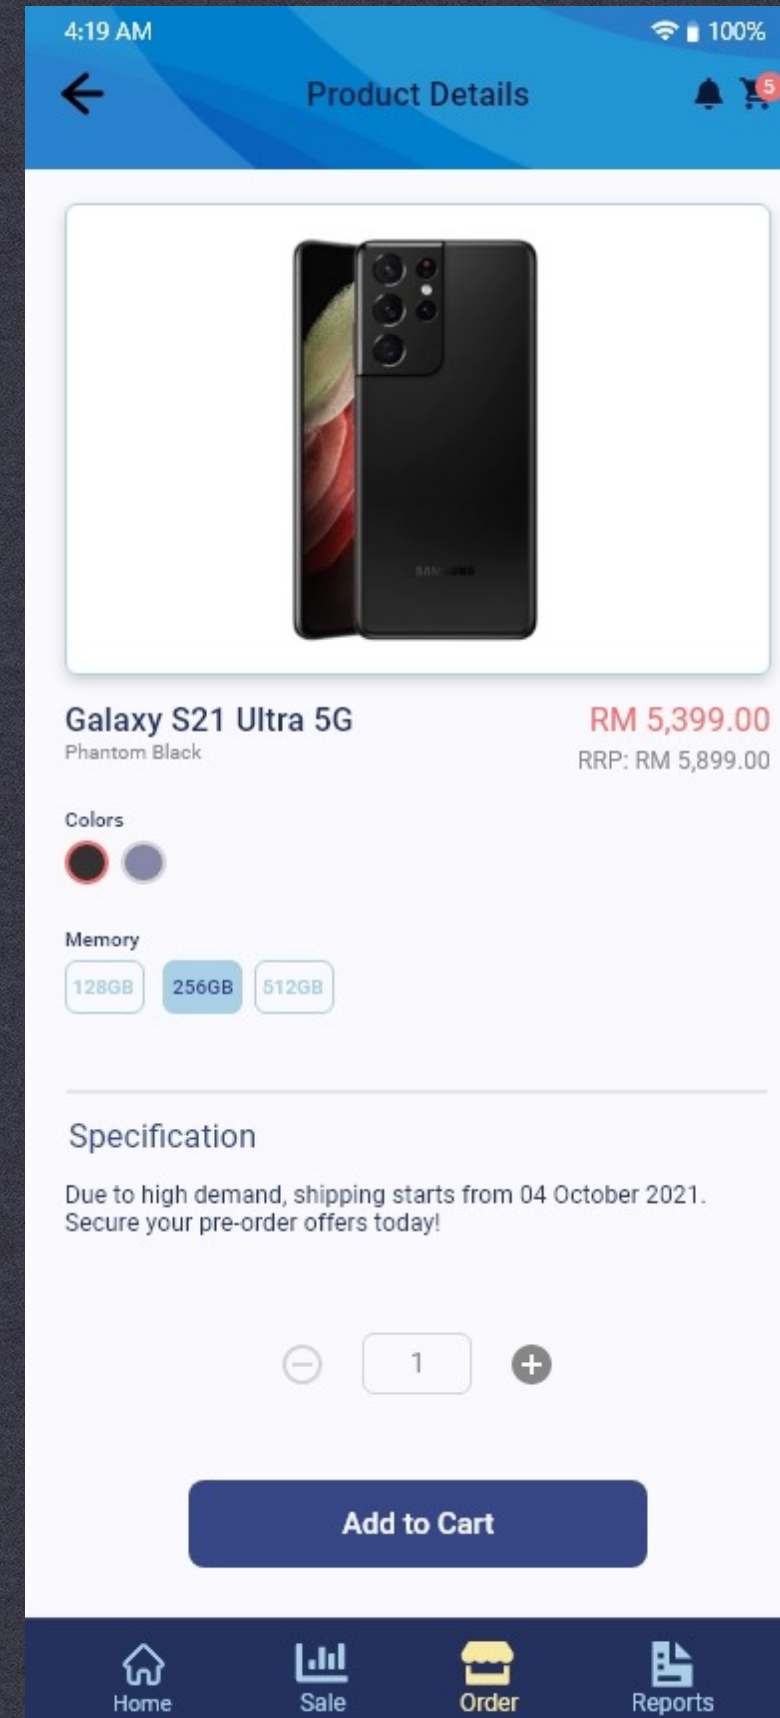 4:19 AM 100%
Product Details 5
SAMSUNG
Galaxy S21 Ultra 5G RM 5,399.00
Phantom Black RRP: RM 5,899.00
Colors
Memory
128GB 256GB 512GB
Specification
Due to high demand, shipping starts from 04 October 2021.
Secure your pre-order offers today!
1
Add to Cart
Home Sale Order Reports